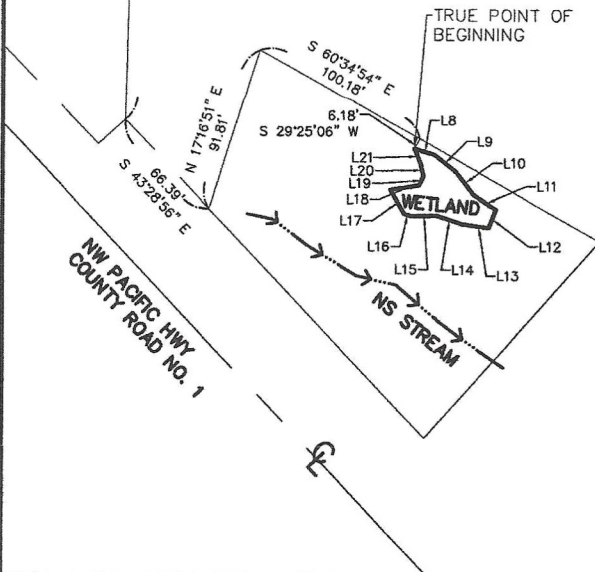 TRUE POINT OF
BEGINNING
S 60°34'54" E
100.18'
6.18'
S 29°25'06" W
N 17°16'51" E
91.81'
66.39'
S 43°28'56" E
L8
L9
L10
L11
L12
L13
L14
L15
L16
L17
L18
L19
L20
L21
WETLAND
NS STREAM
NW PACIFIC HWY
COUNTY ROAD NO. 1
CL